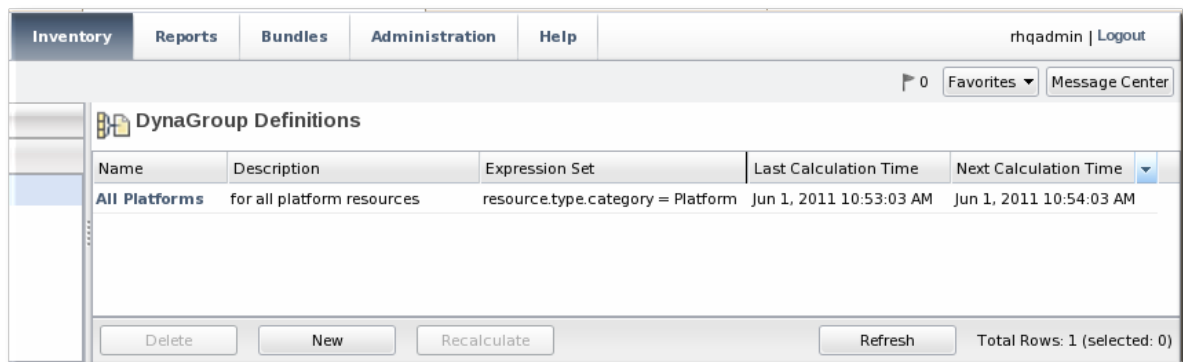 Inventory Reports Bundles Administration Help rhqadmin | Logout
0 Favorites Message Center
DynaGroup Definitions
Name Description Expression Set Last Calculation Time Next Calculation Time
All Platforms for all platform resources resource.type.category = Platform Jun 1, 2011 10:53:03 AM Jun 1, 2011 10:54:03 AM
Delete New Recalculate Refresh Total Rows: 1 (selected: 0)